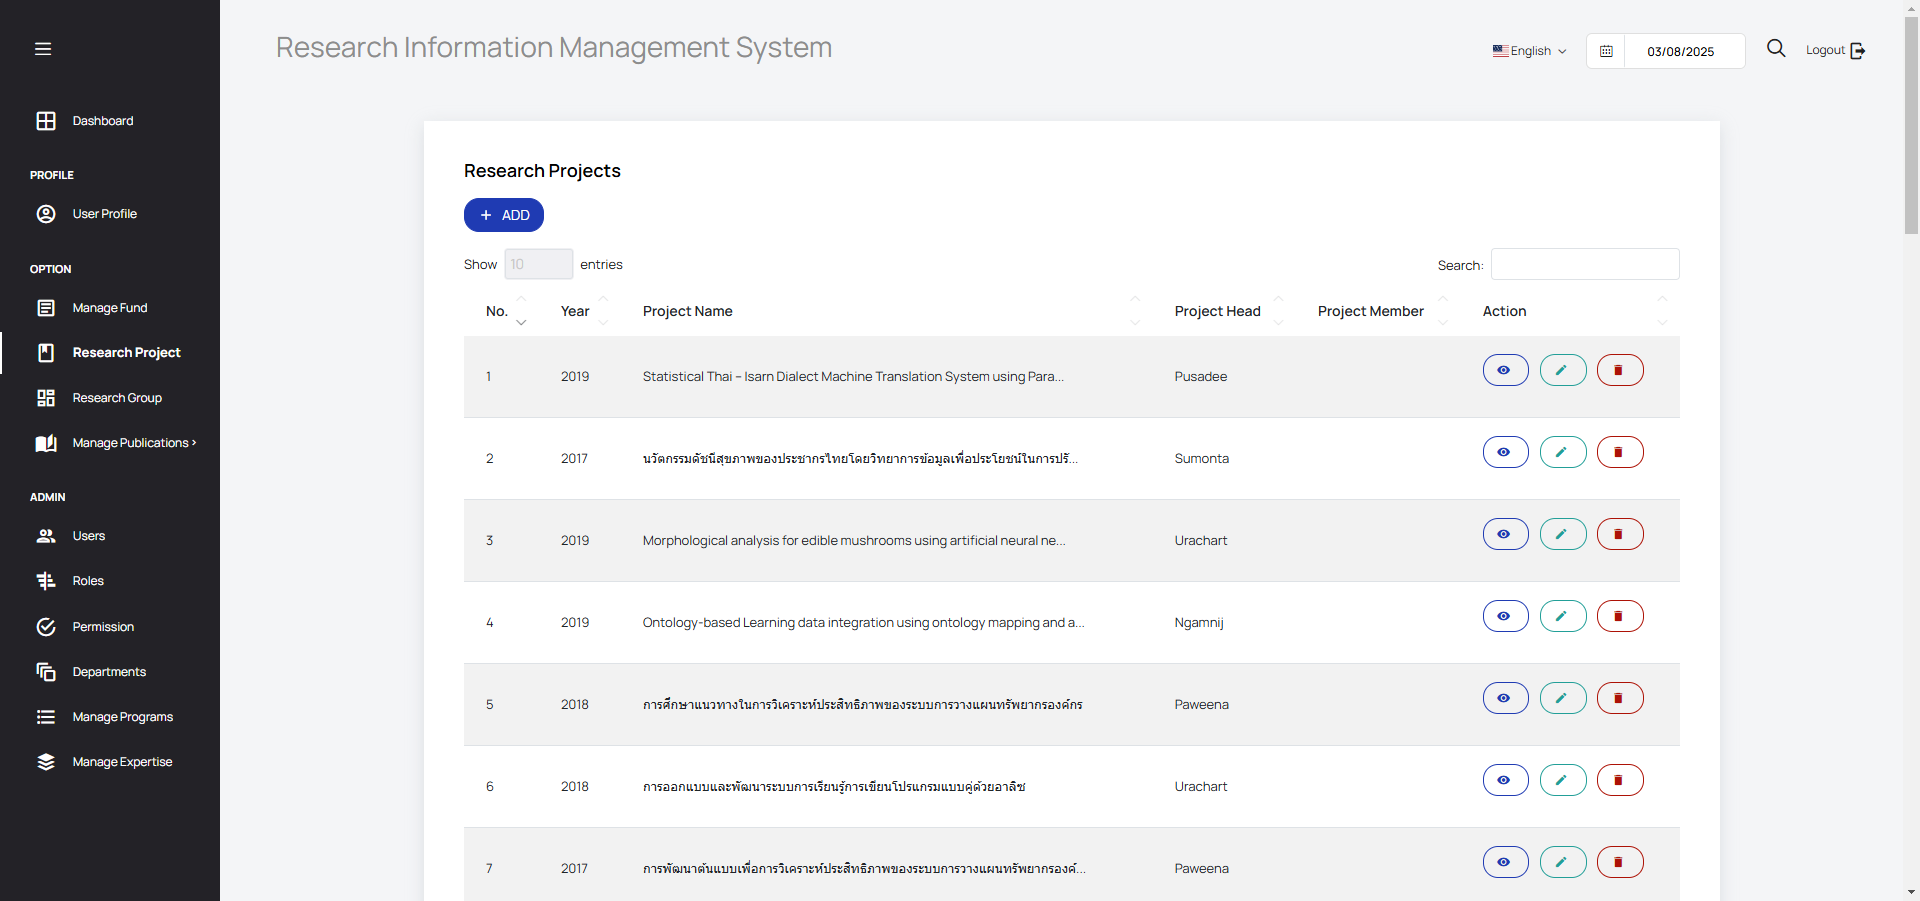 Research Information Management System
English
03/08/2025
Logout
Dashboard
PROFILE
User Profile
OPTION
Manage Fund
Research Project
Research Group
Manage Publications
ADMIN
Users
Roles
Permission
Departments
Manage Programs
Manage Expertise
Research Projects
+ ADD
Show 10 entries
Search:
No. Year Project Name Project Head Project Member Action
1 2019 Statistical Thai – Isarn Dialect Machine Translation System using Para... Pusadee
2 2017 นวัตกรรมดัชนีสุขภาพของประชากรไทยโดยวิทยาการข้อมูลเพื่อประโยชน์ในการปรั... Sumonta
3 2019 Morphological analysis for edible mushrooms using artificial neural ne... Urachart
4 2019 Ontology-based Learning data integration using ontology mapping and a... Ngamnij
5 2018 การศึกษาแนวทางในการวิเคราะห์ประสิทธิภาพของระบบการวางแผนทรัพยากรองค์กร Paweena
6 2018 การออกแบบและพัฒนาระบบการเรียนรู้การเขียนโปรแกรมแบบคู่ด้วยอาลิซ Urachart
7 2017 การพัฒนาต้นแบบเพื่อการวิเคราะห์ประสิทธิภาพของระบบการวางแผนทรัพยากรองค์... Paweena